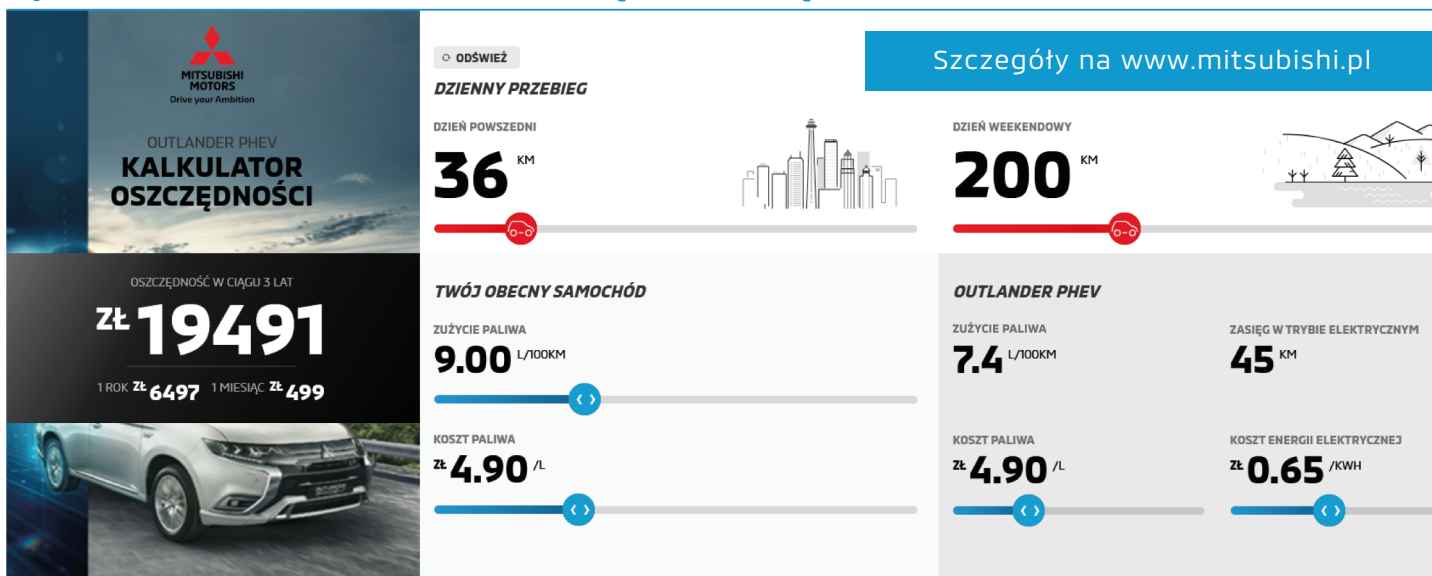 MITSUBISHI
MOTORS
Drive your Ambition
OUTLANDER PHEV
KALKULATOR
OSZCZĘDNOŚCI
OSZCZĘDNOŚĆ W CIĄGU 3 LAT
ZŁ 19491
1 ROK ZŁ 6497 1 MIESIĄC ZŁ 499
ODŚWIEŻ
Szczegóły na www.mitsubishi.pl
DZIENNY PRZEBIEG
DZIEŃ POWSZEDNI
36 KM
DZIEŃ WEEKENDOWY
200 KM
TWÓJ OBECNY SAMOCHÓD
ZUŻYCIE PALIWA
9.00 L/100KM
KOSZT PALIWA
ZŁ 4.90 /L
OUTLANDER PHEV
ZUŻYCIE PALIWA
7.4 L/100KM
ZASIĘG W TRYBIE ELEKTRYCZNYM
45 KM
KOSZT PALIWA
ZŁ 4.90 /L
KOSZT ENERGII ELEKTRYCZNEJ
ZŁ 0.65 /KWH